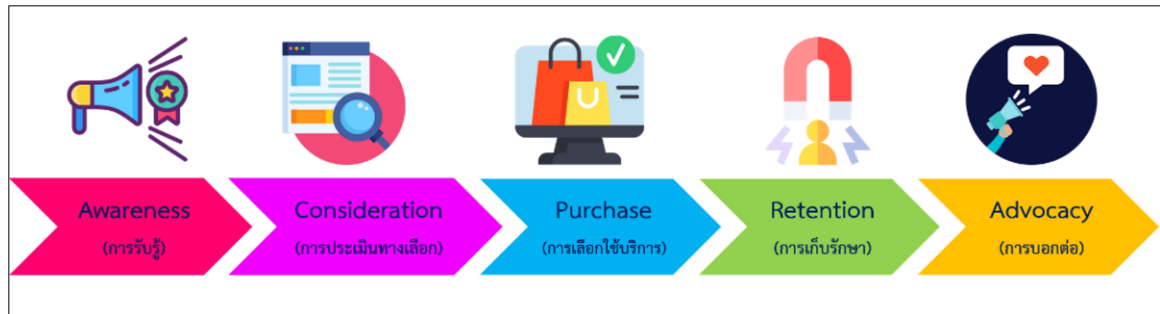 Awareness
(การรับรู้)
Consideration
(การประเมินทางเลือก)
Purchase
(การเลือกใช้บริการ)
Retention
(การเก็บรักษา)
Advocacy
(การบอกต่อ)